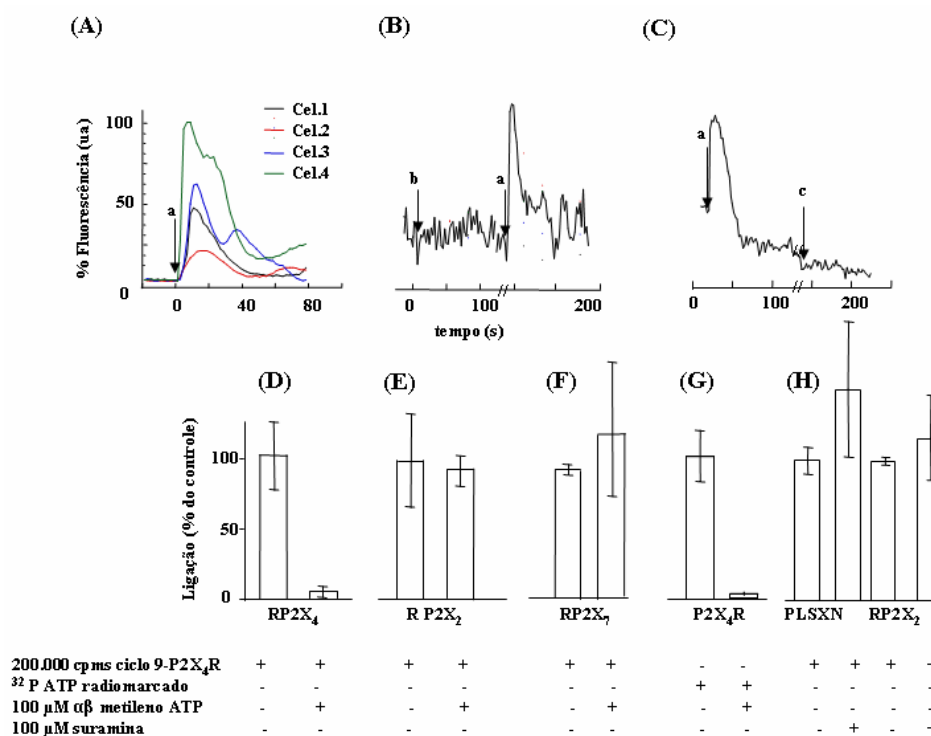 (A) (B) (C)
% Fluorescência (ua)
100
50
0
a
Cel.1
Cel.2
Cel.3
Cel.4
b a
a c
0 40 80
0 100 200
0 100 200
tempo (s)
(D) (E) (F) (G) (H)
Ligação (% do controle)
100
50
0
RP2X4 R P2X2 RP2X7 P2X4R PLSXN RP2X2
200.000 cpms ciclo 9-P2X4R + + + + + + - - + + + +
32 P ATP radiomarcado - - - - - - + + - - - -
100 µM αβ metileno ATP - + - + - + - + - - - -
100 µM suramina - - - - - - - - - + -